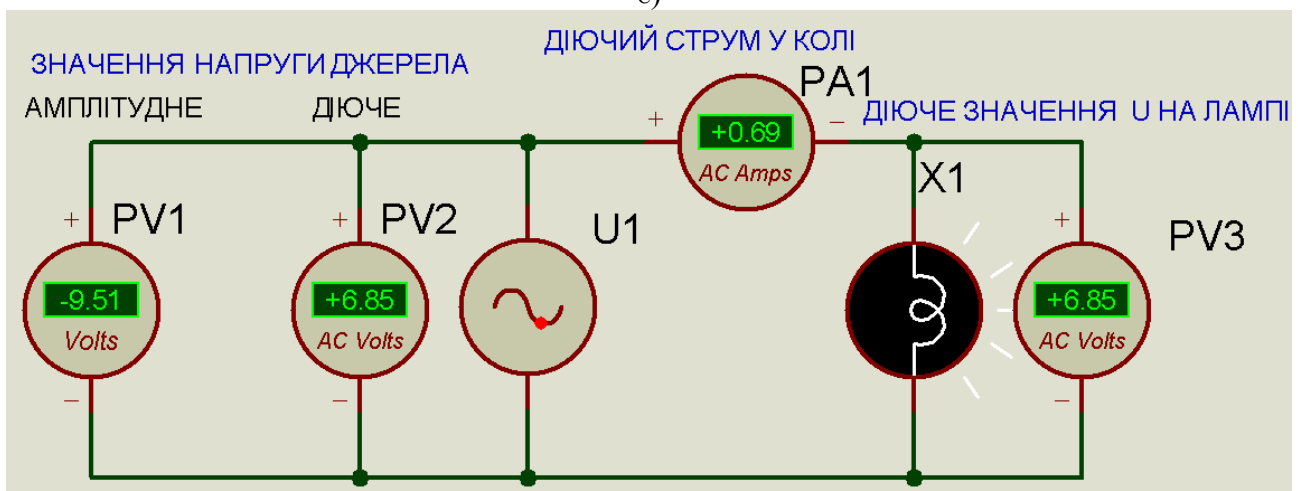 с)
ДІЮЧИЙ СТРУМ У КОЛІ
ЗНАЧЕННЯ НАПРУГИ ДЖЕРЕЛА
PA1
АМПЛІТУДНЕ ДІЮЧЕ
ДІЮЧЕ ЗНАЧЕННЯ U НА ЛАМПІ
+ +0.69 −
AC Amps
X1
+ PV1 + PV2 U1 + PV3
-9.51 +6.85 +6.85
Volts AC Volts AC Volts
− − −